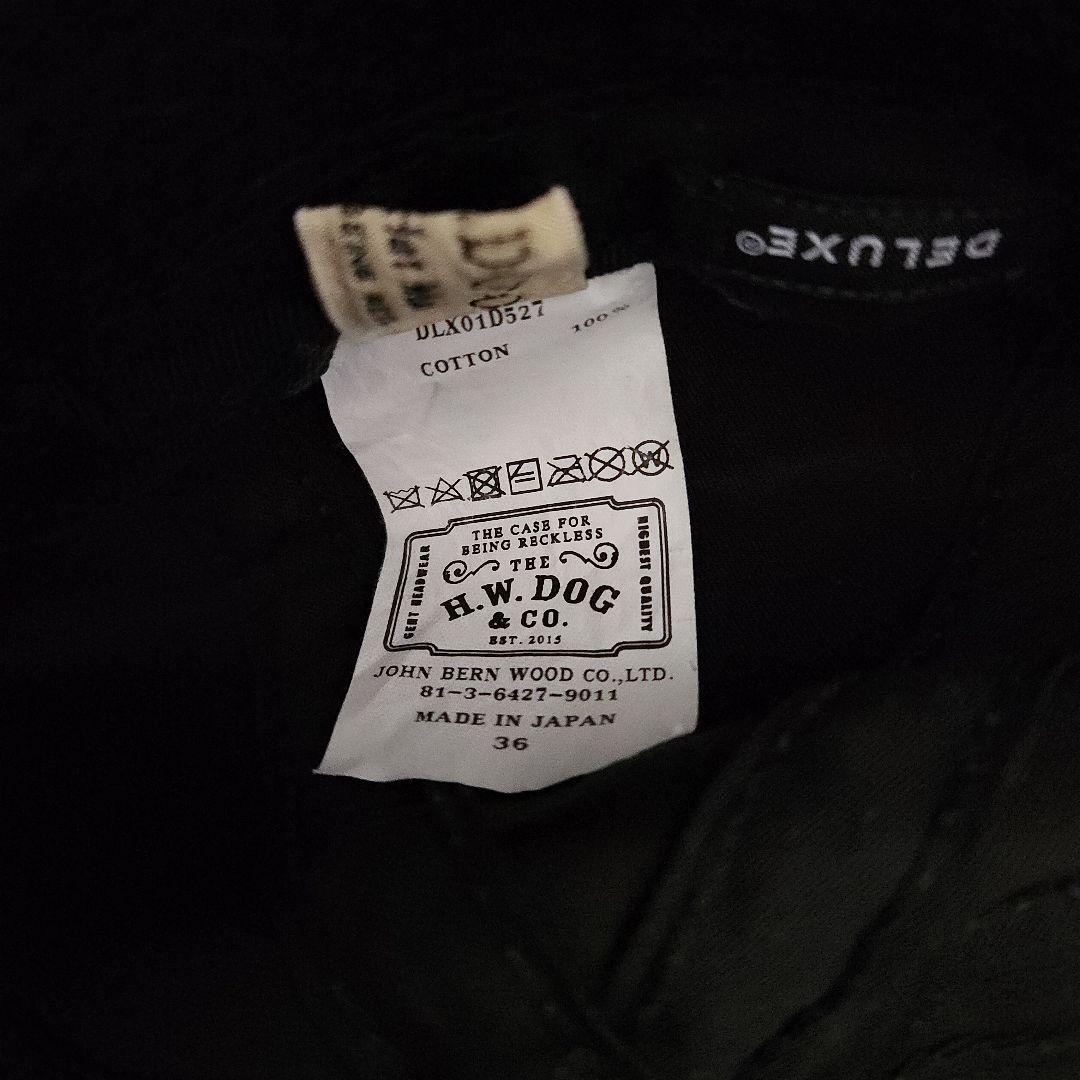 DELUXE®
DLX01D527
COTTON 100%
W
THE CASE FOR
BEING RECKLESS
GENT HEADWEAR
HIGHEST QUALITY
THE
H.W. DOG
& CO.
EST. 2015
JOHN BERN WOOD CO.,LTD.
81-3-6427-9011
MADE IN JAPAN
36